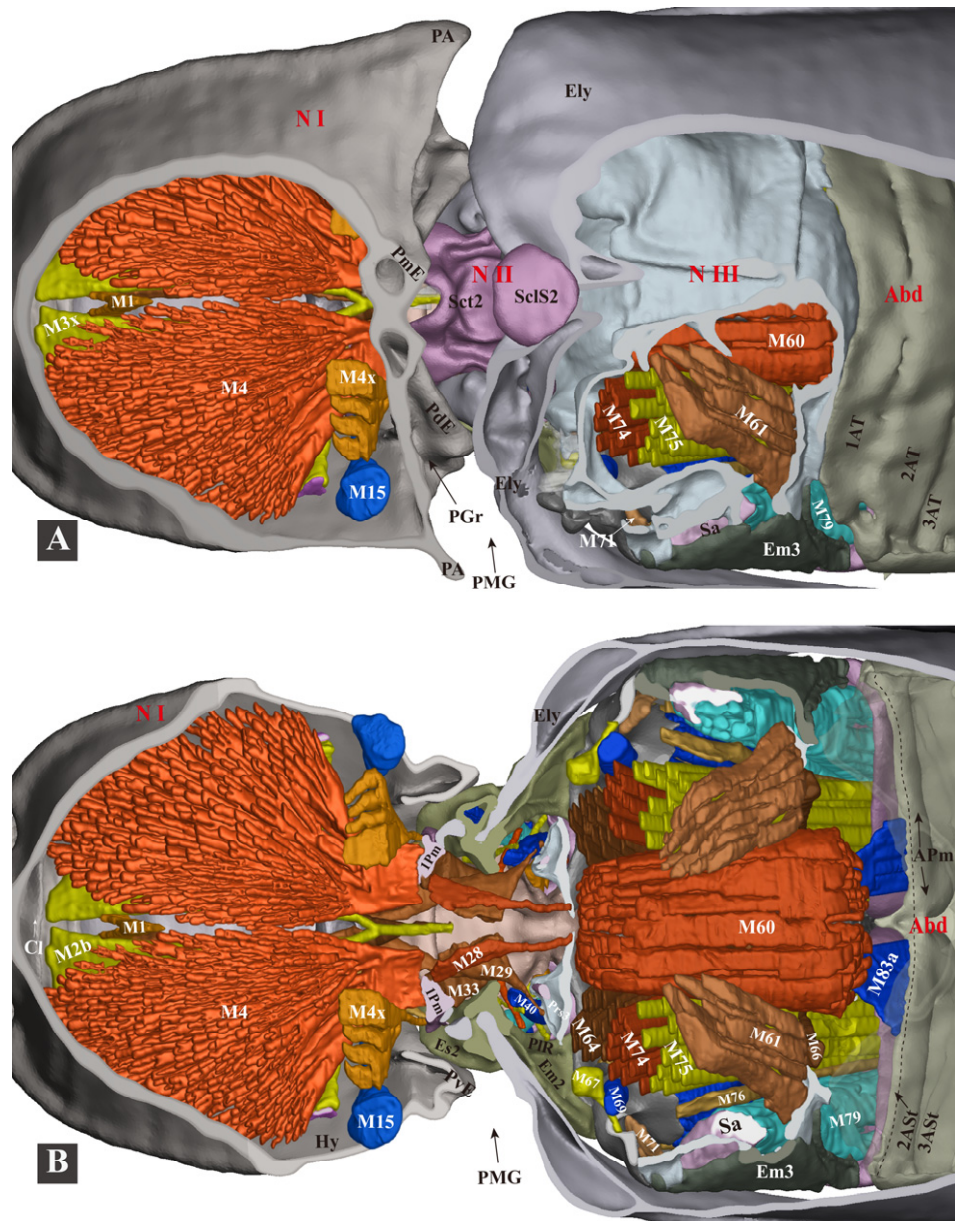 PA
Ely
N I
PmE
M1
M3x
N II
Sct2
SclS2
N III
Abd
M60
M4
M4x
M74
M75
M61
PdE
1AT
2AT
3AT
M15
Ely
PGr
M71
Sa
Em3
M79
A
PA
PMG
N I
Ely
1Pm
APm
Cl
M1
M2b
M60
Abd
M28
M29
M33
1Pm
M83a
M4
M4x
M40
Prs3
PlR
M64
M74
M75
M61
M66
Es2
Em2
PvE
M67
M69
M76
M15
Hy
M71
Sa
M79
2ASt
3ASt
Em3
B
PMG